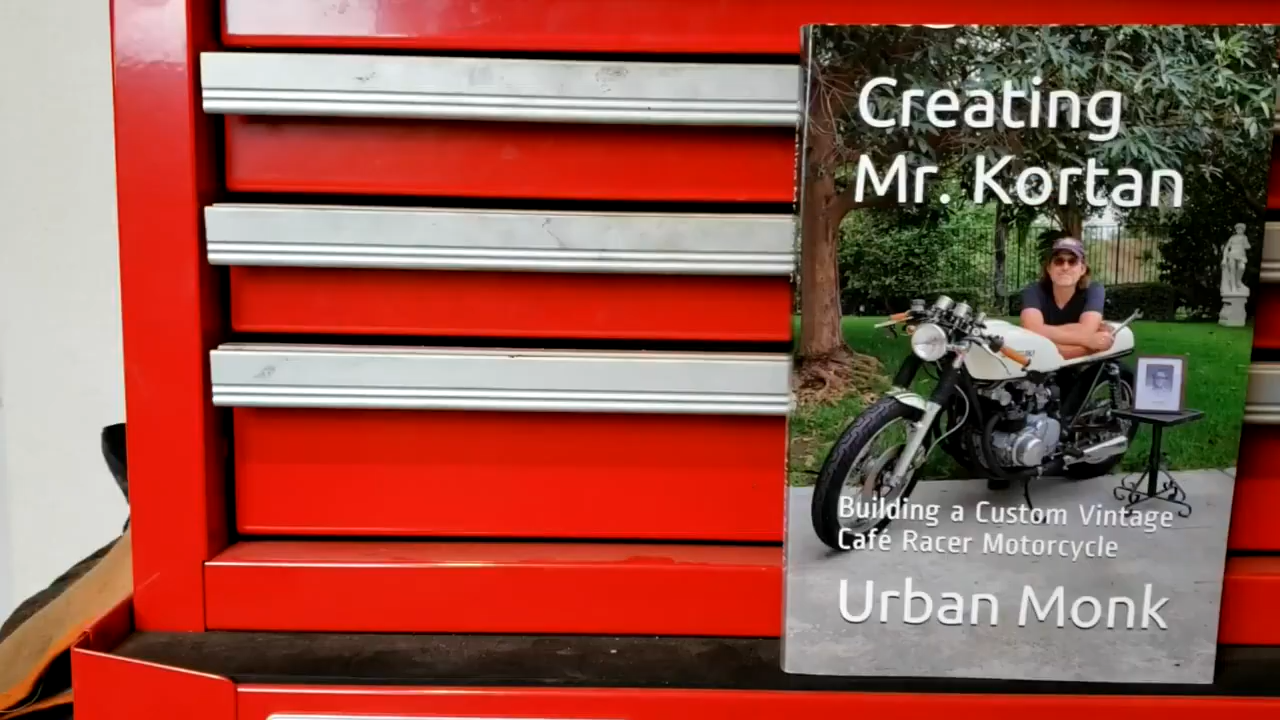 Creating
Mr. Kortan
Building a Custom Vintage
Café Racer Motorcycle
Urban Monk